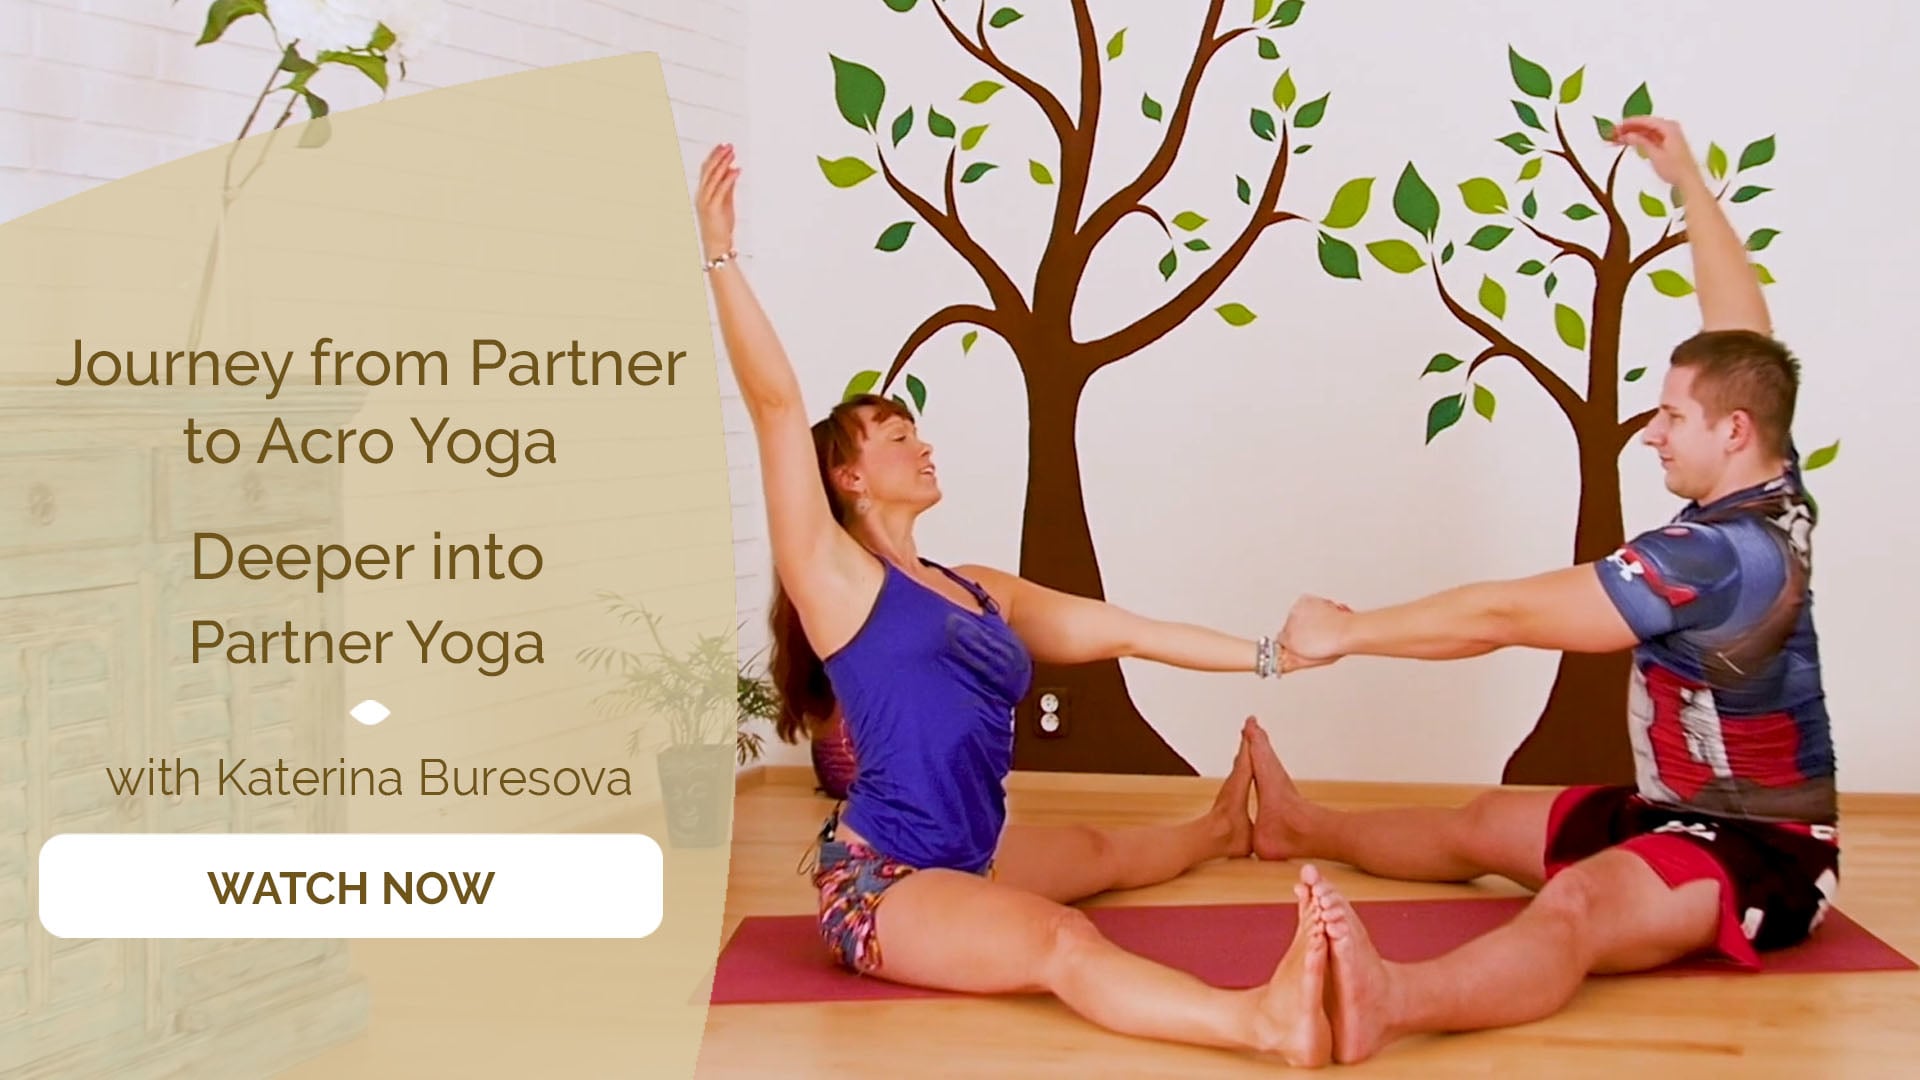 Journey from Partner
to Acro Yoga
Deeper into
Partner Yoga
with Katerina Buresova
WATCH NOW